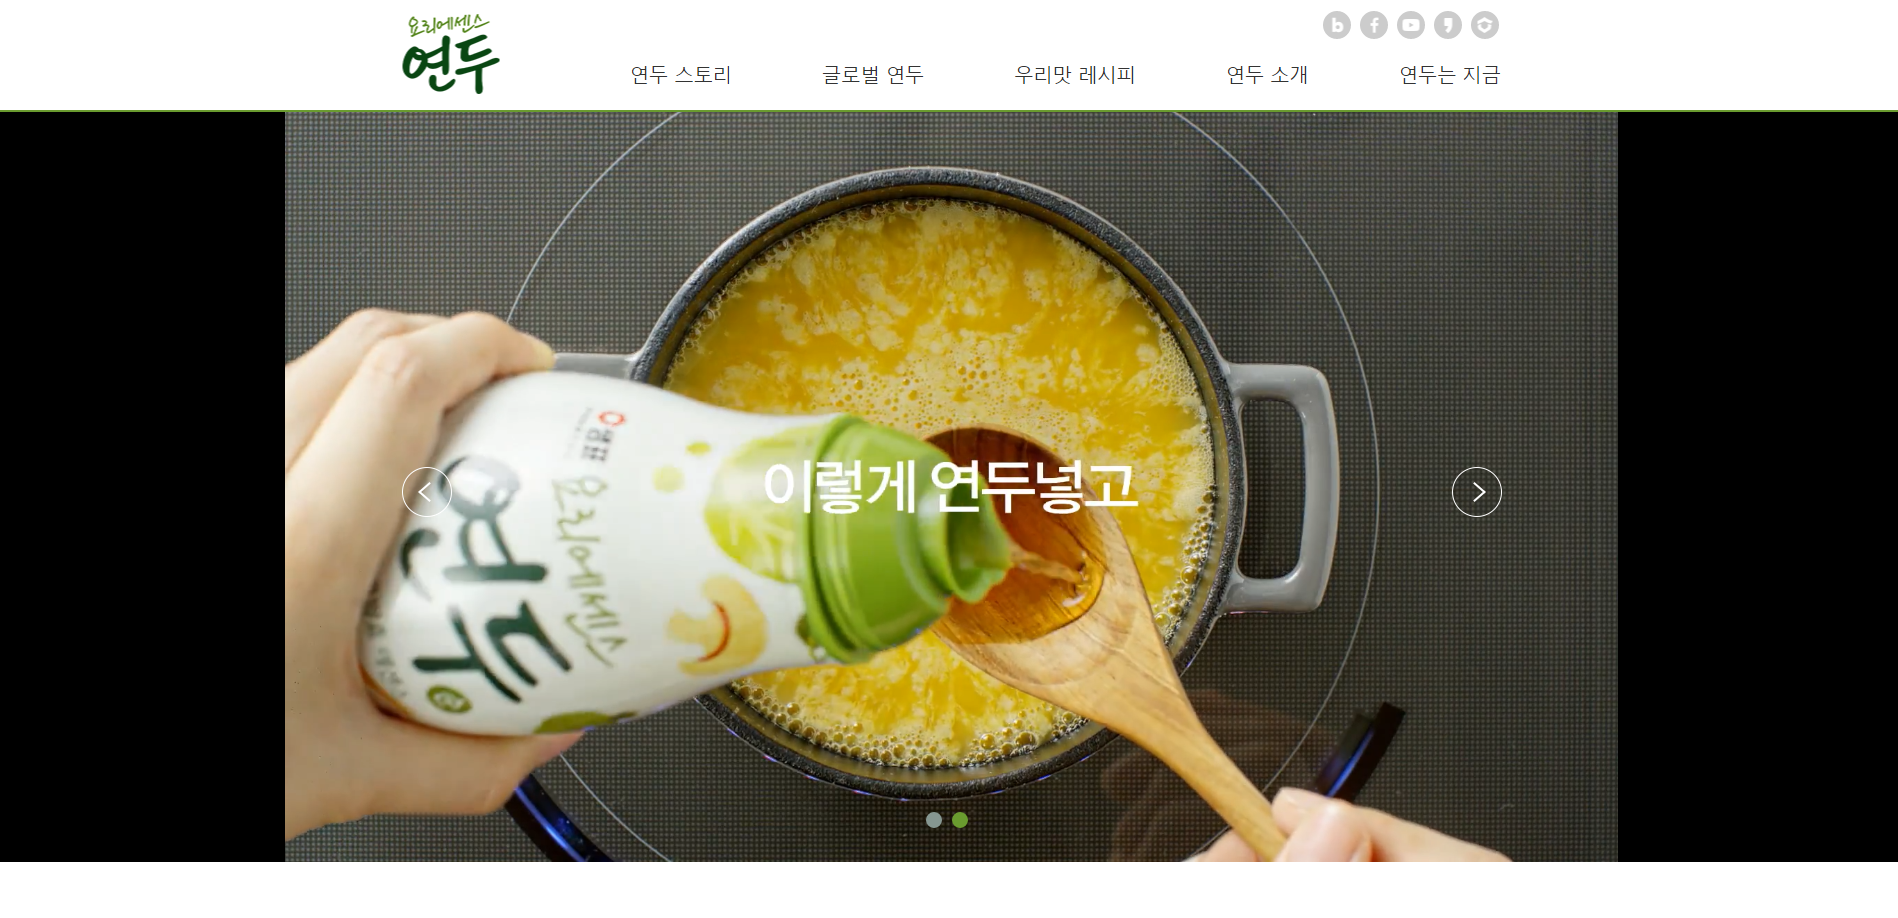 요리에센스
연두
연두 스토리
글로벌 연두
우리맛 레시피
연두 소개
연두는 지금
이렇게 연두넣고
샘표
요리에센스
연두